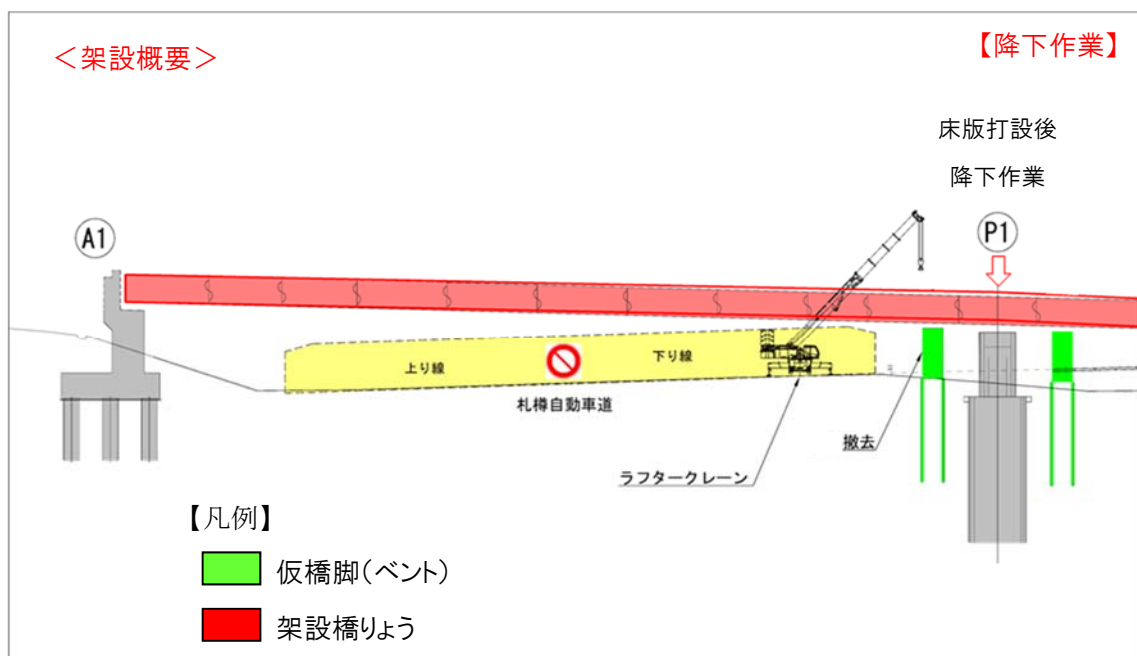 ＜架設概要＞
【降下作業】
床版打設後
降下作業
A1
P1
上り線
下り線
札樽自動車道
撤去
ラフタークレーン
【凡例】
仮橋脚（ベント）
架設橋りょう